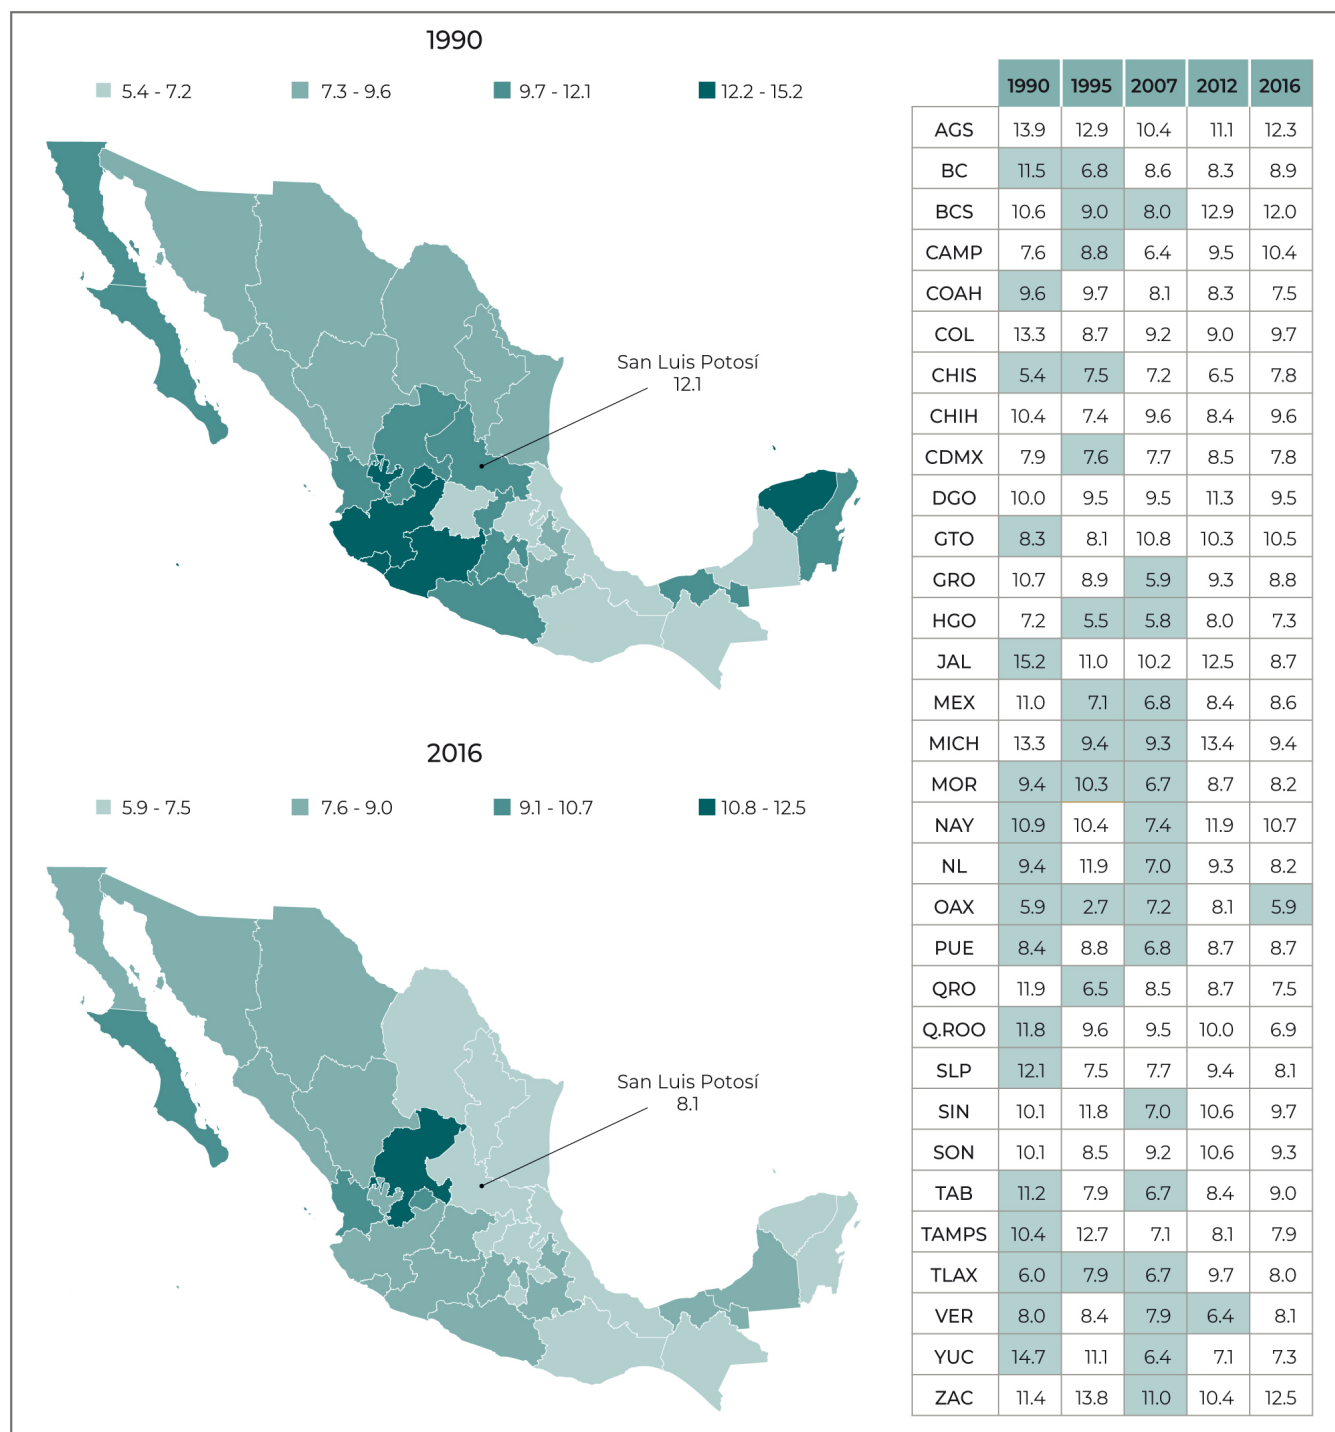 1990
5.4 - 7.2 7.3 - 9.6 9.7 - 12.1 12.2 - 15.2
San Luis Potosí
12.1
2016
5.9 - 7.5 7.6 - 9.0 9.1 - 10.7 10.8 - 12.5
San Luis Potosí
8.1
1990 1995 2007 2012 2016
AGS 13.9 12.9 10.4 11.1 12.3
BC 11.5 6.8 8.6 8.3 8.9
BCS 10.6 9.0 8.0 12.9 12.0
CAMP 7.6 8.8 6.4 9.5 10.4
COAH 9.6 9.7 8.1 8.3 7.5
COL 13.3 8.7 9.2 9.0 9.7
CHIS 5.4 7.5 7.2 6.5 7.8
CHIH 10.4 7.4 9.6 8.4 9.6
CDMX 7.9 7.6 7.7 8.5 7.8
DGO 10.0 9.5 9.5 11.3 9.5
GTO 8.3 8.1 10.8 10.3 10.5
GRO 10.7 8.9 5.9 9.3 8.8
HGO 7.2 5.5 5.8 8.0 7.3
JAL 15.2 11.0 10.2 12.5 8.7
MEX 11.0 7.1 6.8 8.4 8.6
MICH 13.3 9.4 9.3 13.4 9.4
MOR 9.4 10.3 6.7 8.7 8.2
NAY 10.9 10.4 7.4 11.9 10.7
NL 9.4 11.9 7.0 9.3 8.2
OAX 5.9 2.7 7.2 8.1 5.9
PUE 8.4 8.8 6.8 8.7 8.7
QRO 11.9 6.5 8.5 8.7 7.5
Q.ROO 11.8 9.6 9.5 10.0 6.9
SLP 12.1 7.5 7.7 9.4 8.1
SIN 10.1 11.8 7.0 10.6 9.7
SON 10.1 8.5 9.2 10.6 9.3
TAB 11.2 7.9 6.7 8.4 9.0
TAMPS 10.4 12.7 7.1 8.1 7.9
TLAX 6.0 7.9 6.7 9.7 8.0
VER 8.0 8.4 7.9 6.4 8.1
YUC 14.7 11.1 6.4 7.1 7.3
ZAC 11.4 13.8 11.0 10.4 12.5